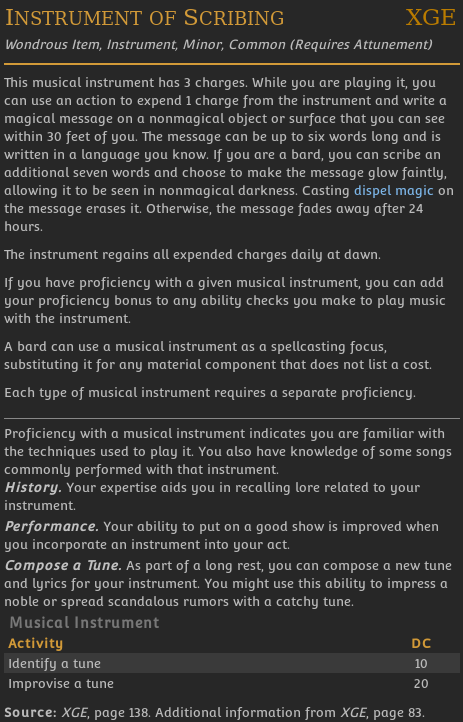 Instrument of Scribing XGE
Wondrous Item, Instrument, Minor, Common (Requires Attunement)
This musical instrument has 3 charges. While you are playing it, you
can use an action to expend 1 charge from the instrument and write a
magical message on a nonmagical object or surface that you can see
within 30 feet of you. The message can be up to six words long and is
written in a language you know. If you are a bard, you can scribe an
additional seven words and choose to make the message glow faintly,
allowing it to be seen in nonmagical darkness. Casting dispel magic on
the message erases it. Otherwise, the message fades away after 24
hours.
The instrument regains all expended charges daily at dawn.
If you have proficiency with a given musical instrument, you can add
your proficiency bonus to any ability checks you make to play music
with the instrument.
A bard can use a musical instrument as a spellcasting focus,
substituting it for any material component that does not list a cost.
Each type of musical instrument requires a separate proficiency.
Proficiency with a musical instrument indicates you are familiar with
the techniques used to play it. You also have knowledge of some songs
commonly performed with that instrument.
History. Your expertise aids you in recalling lore related to your
instrument.
Performance. Your ability to put on a good show is improved when
you incorporate an instrument into your act.
Compose a Tune. As part of a long rest, you can compose a new tune
and lyrics for your instrument. You might use this ability to impress a
noble or spread scandalous rumors with a catchy tune.
Musical Instrument
Activity DC
Identify a tune 10
Improvise a tune 20
Source: XGE, page 138. Additional information from XGE, page 83.